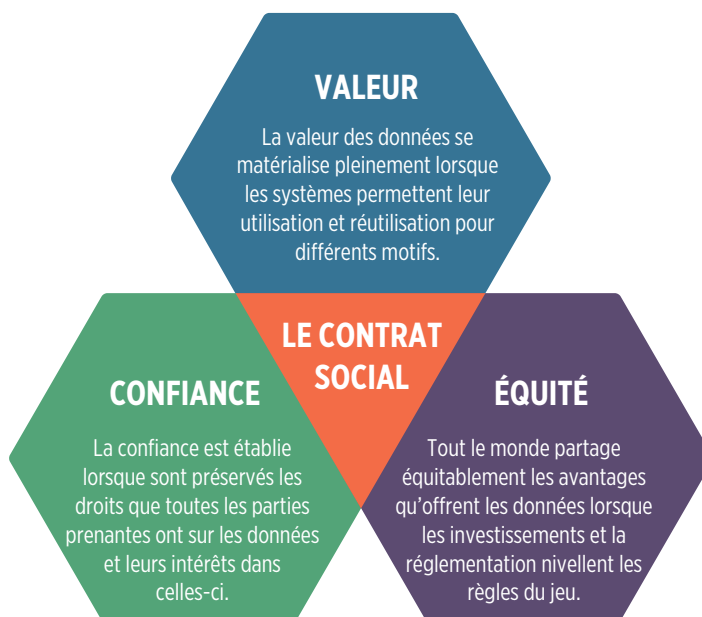 VALEUR
La valeur des données se
matérialise pleinement lorsque
les systèmes permettent leur
utilisation et réutilisation pour
différents motifs.
LE CONTRAT
SOCIAL
CONFIANCE
La confiance est établie
lorsque sont préservés les
droits que toutes les parties
prenantes ont sur les données
et leurs intérêts dans
celles-ci.
ÉQUITÉ
Tout le monde partage
équitablement les avantages
qu’offrent les données lorsque
les investissements et la
réglementation nivellent les
règles du jeu.